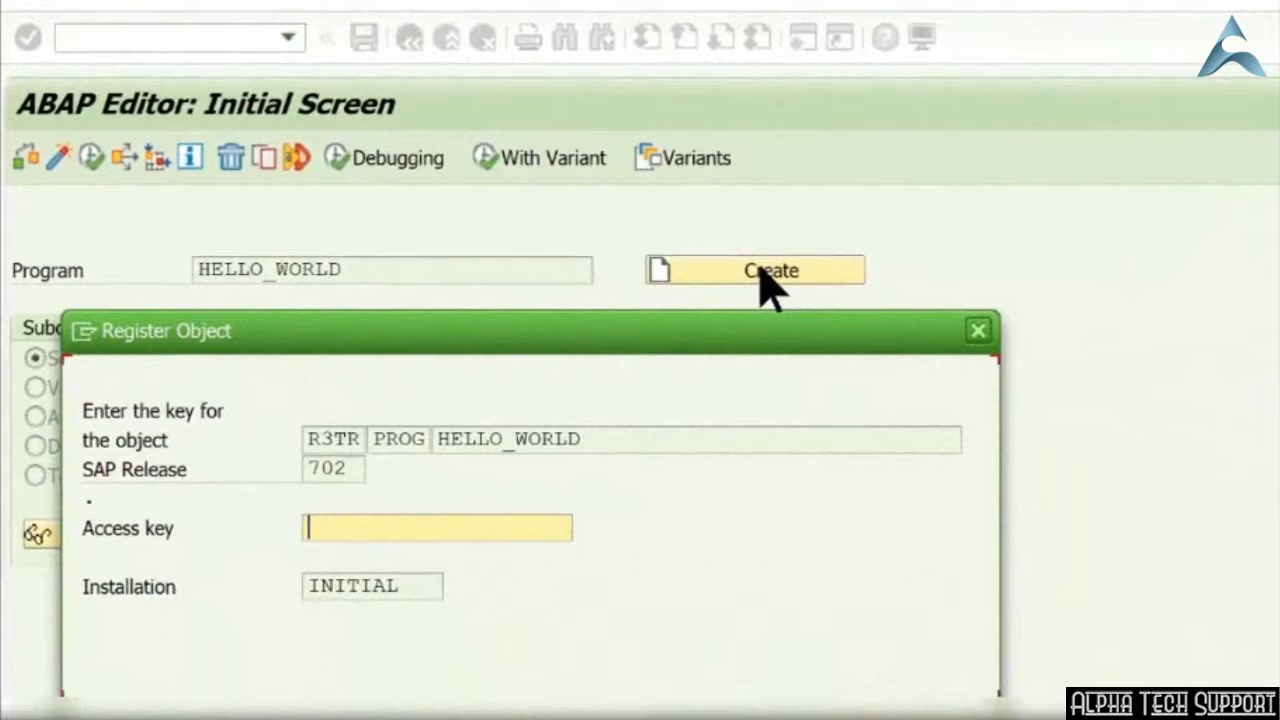 ABAP Editor: Initial Screen
Debugging With Variant Variants
Program HELLO_WORLD Create
Register Object
Enter the key for
the object R3TR PROG HELLO_WORLD
SAP Release 702
.
Access key
Installation INITIAL
ALPHA TECH SUPPORT